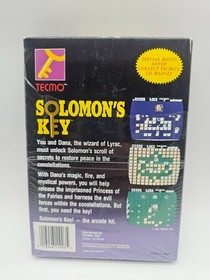 TECMO
SPECIAL BONUS
OFFER
COLLECT TECMO'S
SOLOMON'S
KEY
You and Dana, the wizard of Lyrac,
must unlock Solomon's scroll of
secrets to restore peace in the
constellations.
With Dana's magic, fire, and
mystical powers, you will help
release the imprisoned Princess of
the Fairies and harness the evil
forces within the constellations. But
first, you need the key!
Solomon's Key! — the arcade hit.